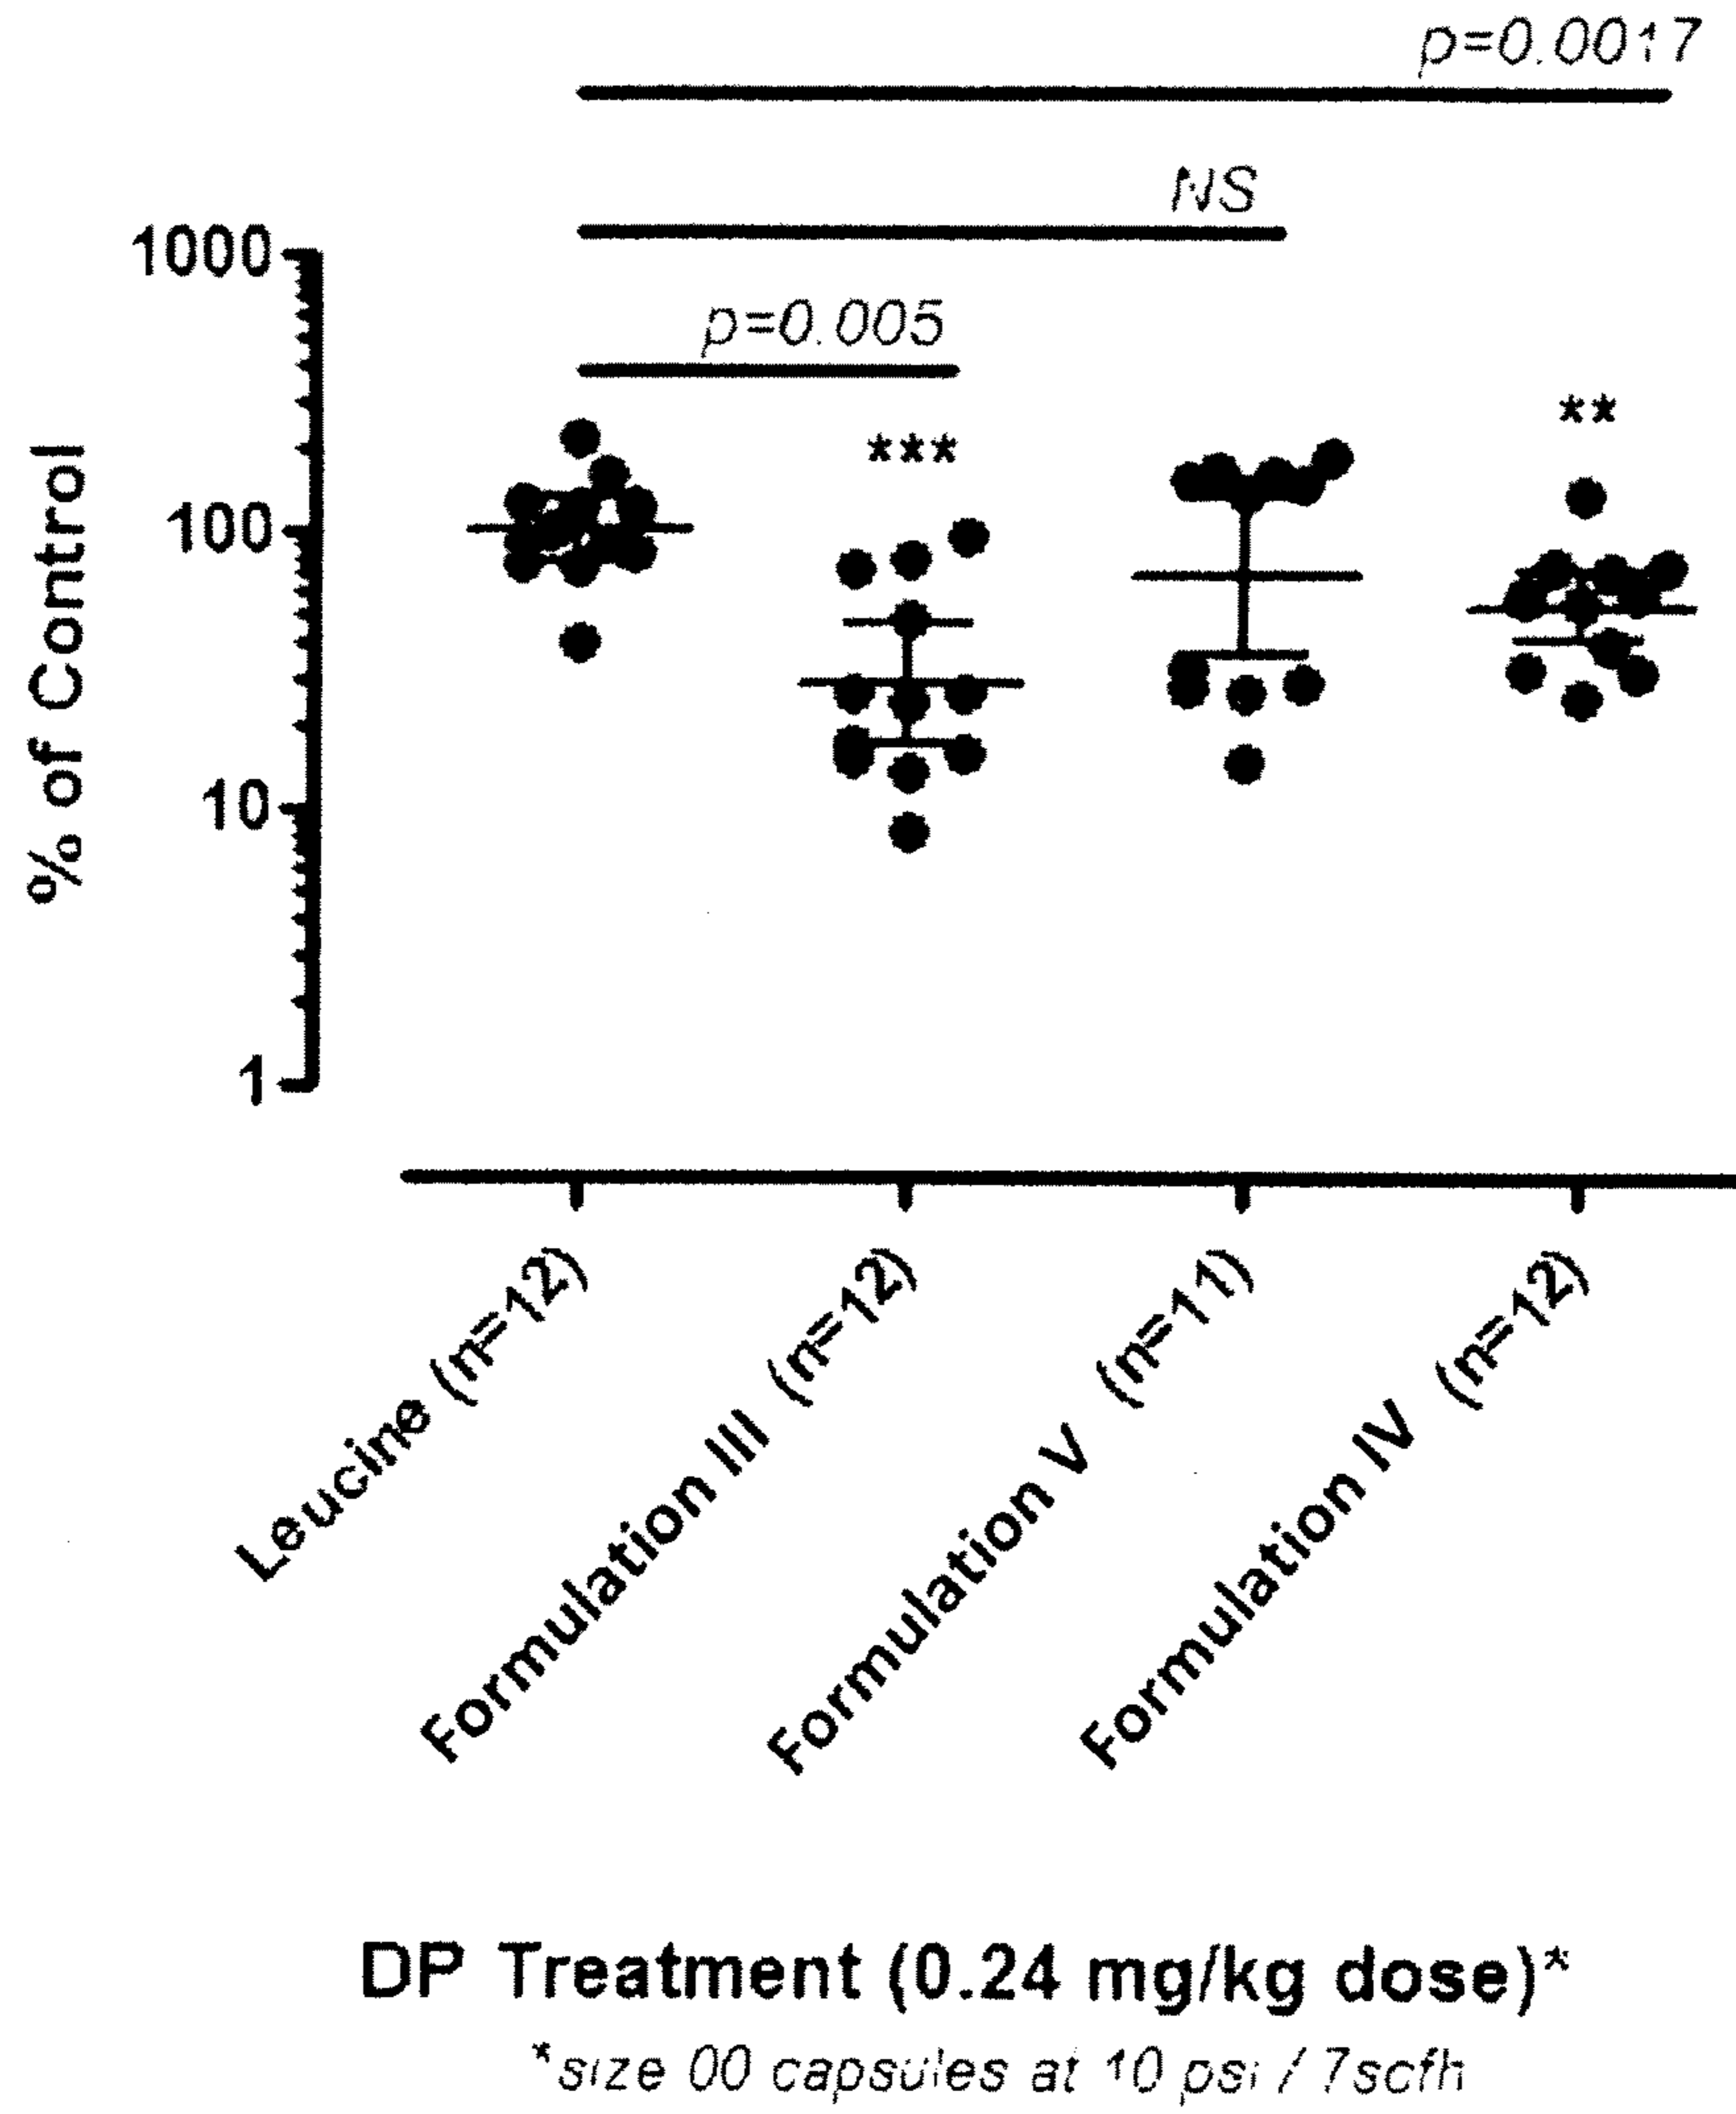 p=0.0017
NS
p=0.005
***
**
1000
100
10
1
% of Control
Leucine (n=12)
Formulation III (n=12)
Formulation V (n=11)
Formulation IV (n=12)
DP Treatment (0.24 mg/kg dose)*
*size 00 capsules at 10 psi / 7scfh